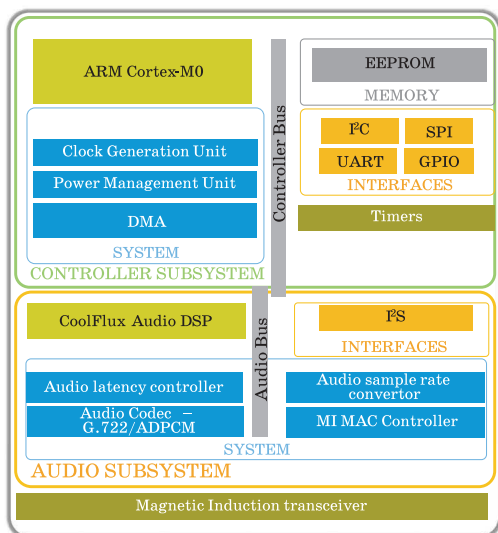 ARM Cortex-M0
Clock Generation Unit
Power Management Unit
DMA
SYSTEM
CONTROLLER SUBSYSTEM
Controller Bus
EEPROM
MEMORY
I²C
SPI
UART
GPIO
INTERFACES
Timers
CoolFlux Audio DSP
Audio Bus
I²S
INTERFACES
Audio latency controller
Audio Codec –
G.722/ADPCM
Audio sample rate
convertor
MI MAC Controller
SYSTEM
AUDIO SUBSYSTEM
Magnetic Induction transceiver